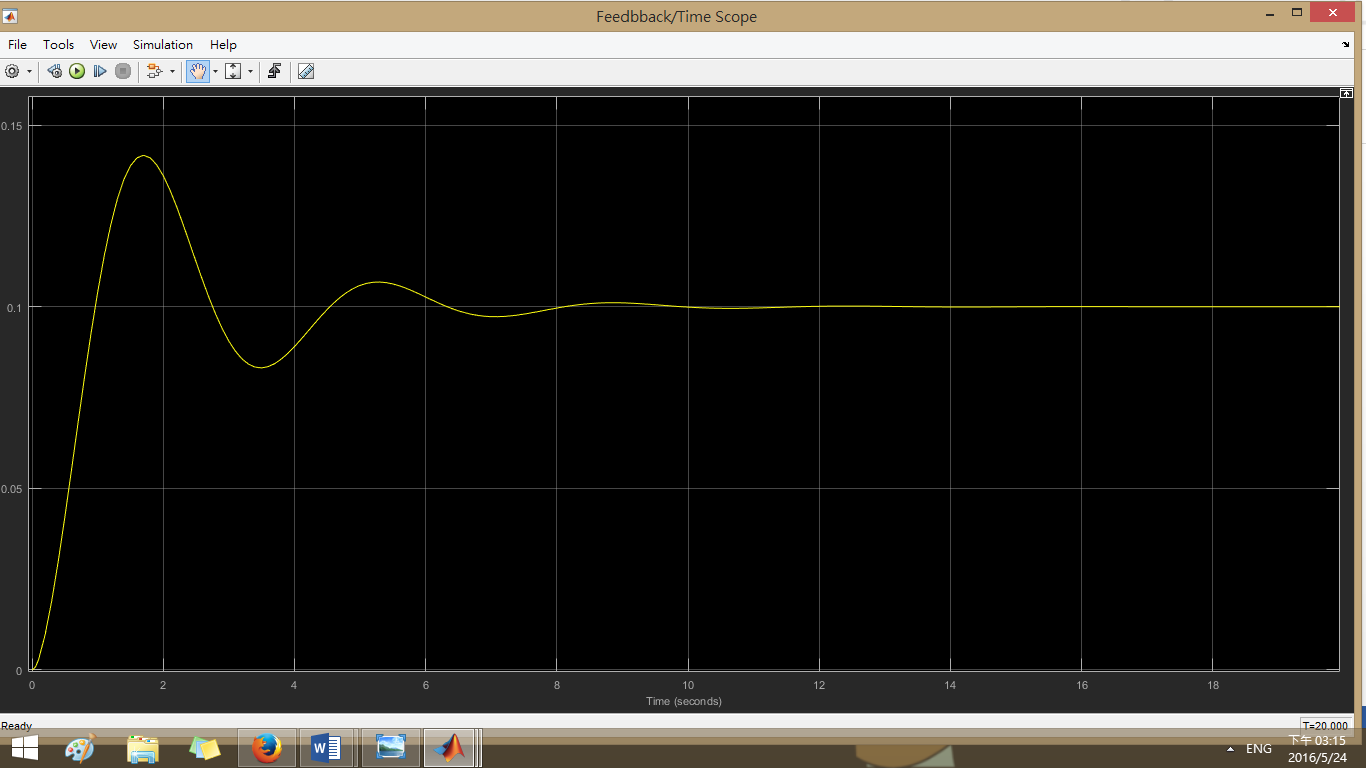 Feedbback/Time Scope
File Tools View Simulation Help
0.15
0.1
0.05
0
0 2 4 6 8 10 12 14 16 18
Time (seconds)
Ready
T=20.000
ENG
下午 03:15
2016/5/24